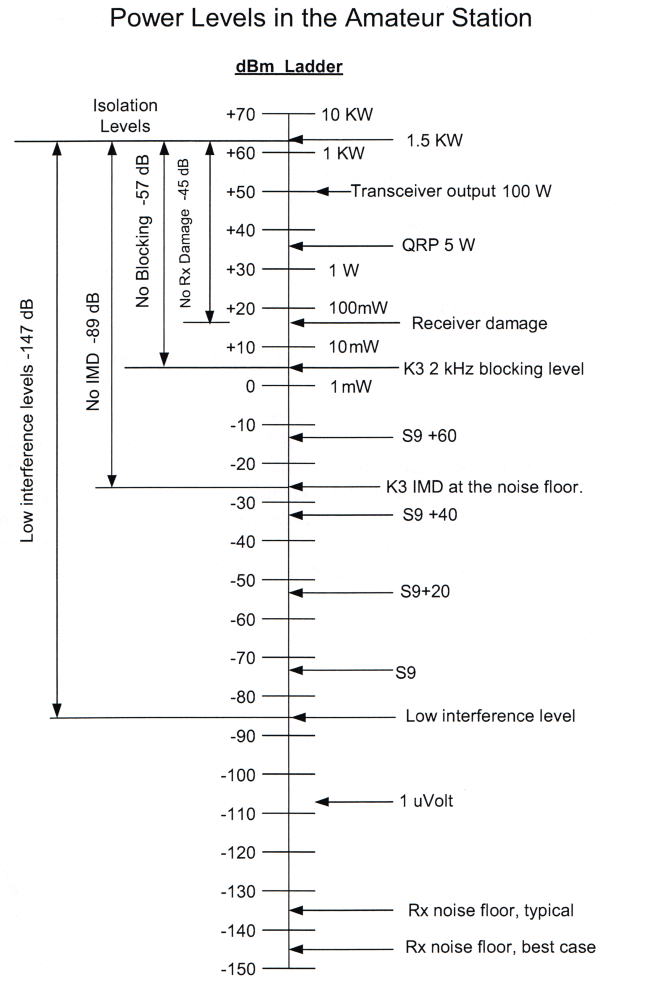 Power Levels in the Amateur Station
dBm Ladder
Isolation
Levels
+70 10 KW
1.5 KW
+60 1 KW
+50 Transceiver output 100 W
+40
QRP 5 W
+30 1 W
+20 100mW
Receiver damage
+10 10mW
K3 2 kHz blocking level
0 1mW
-10
S9 +60
-20
K3 IMD at the noise floor.
-30
S9 +40
-40
-50
S9+20
-60
-70
S9
-80
Low interference level
-90
-100
1 uVolt
-110
-120
-130
Rx noise floor, typical
-140
Rx noise floor, best case
-150
Low interference levels -147 dB
No IMD -89 dB
No Blocking -57 dB
No Rx Damage -45 dB